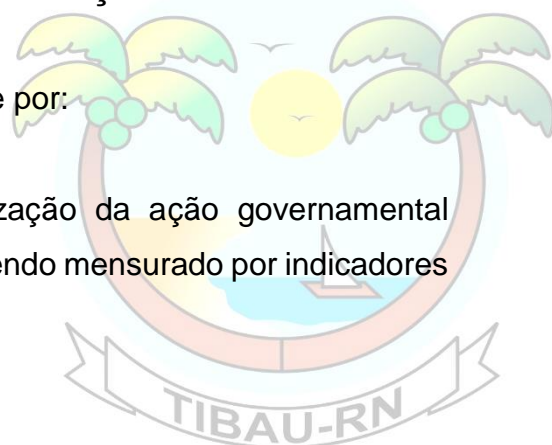 e por:
zação da ação governamental
endo mensurado por indicadores
TIBAU-RN